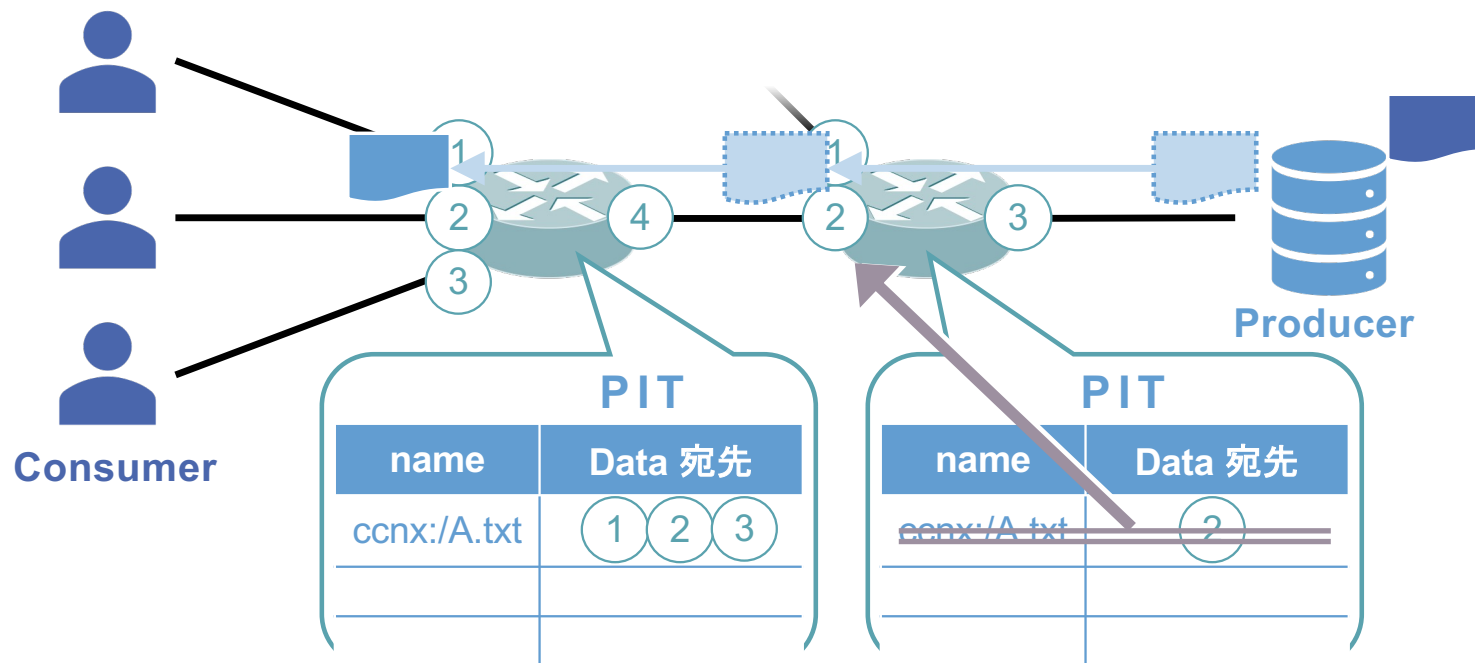 1
1
2
4
2
3
3
Producer
Consumer
PIT
name Data 宛先
ccnx:/A.txt 1 2 3
PIT
name Data 宛先
ccnx:/A.txt 2